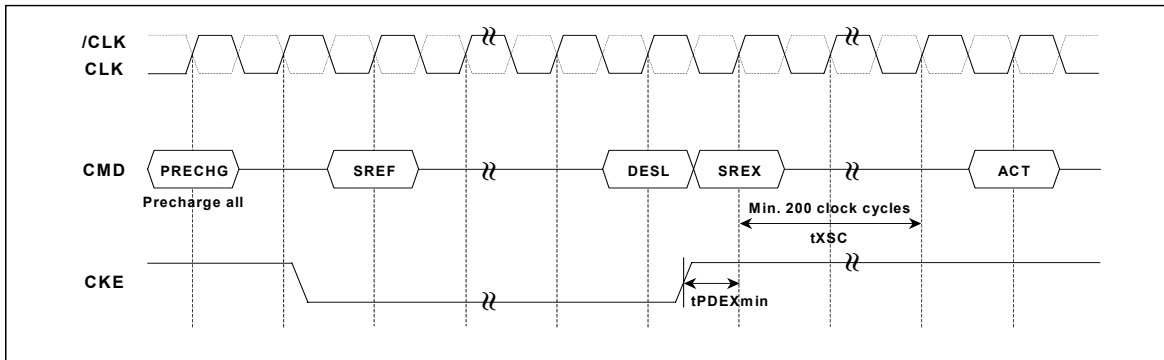 /CLK
CLK
CMD
PRECHG
SREF
DESL
SREX
ACT
Precharge all
Min. 200 clock cycles
tXSC
CKE
tPDEXmin